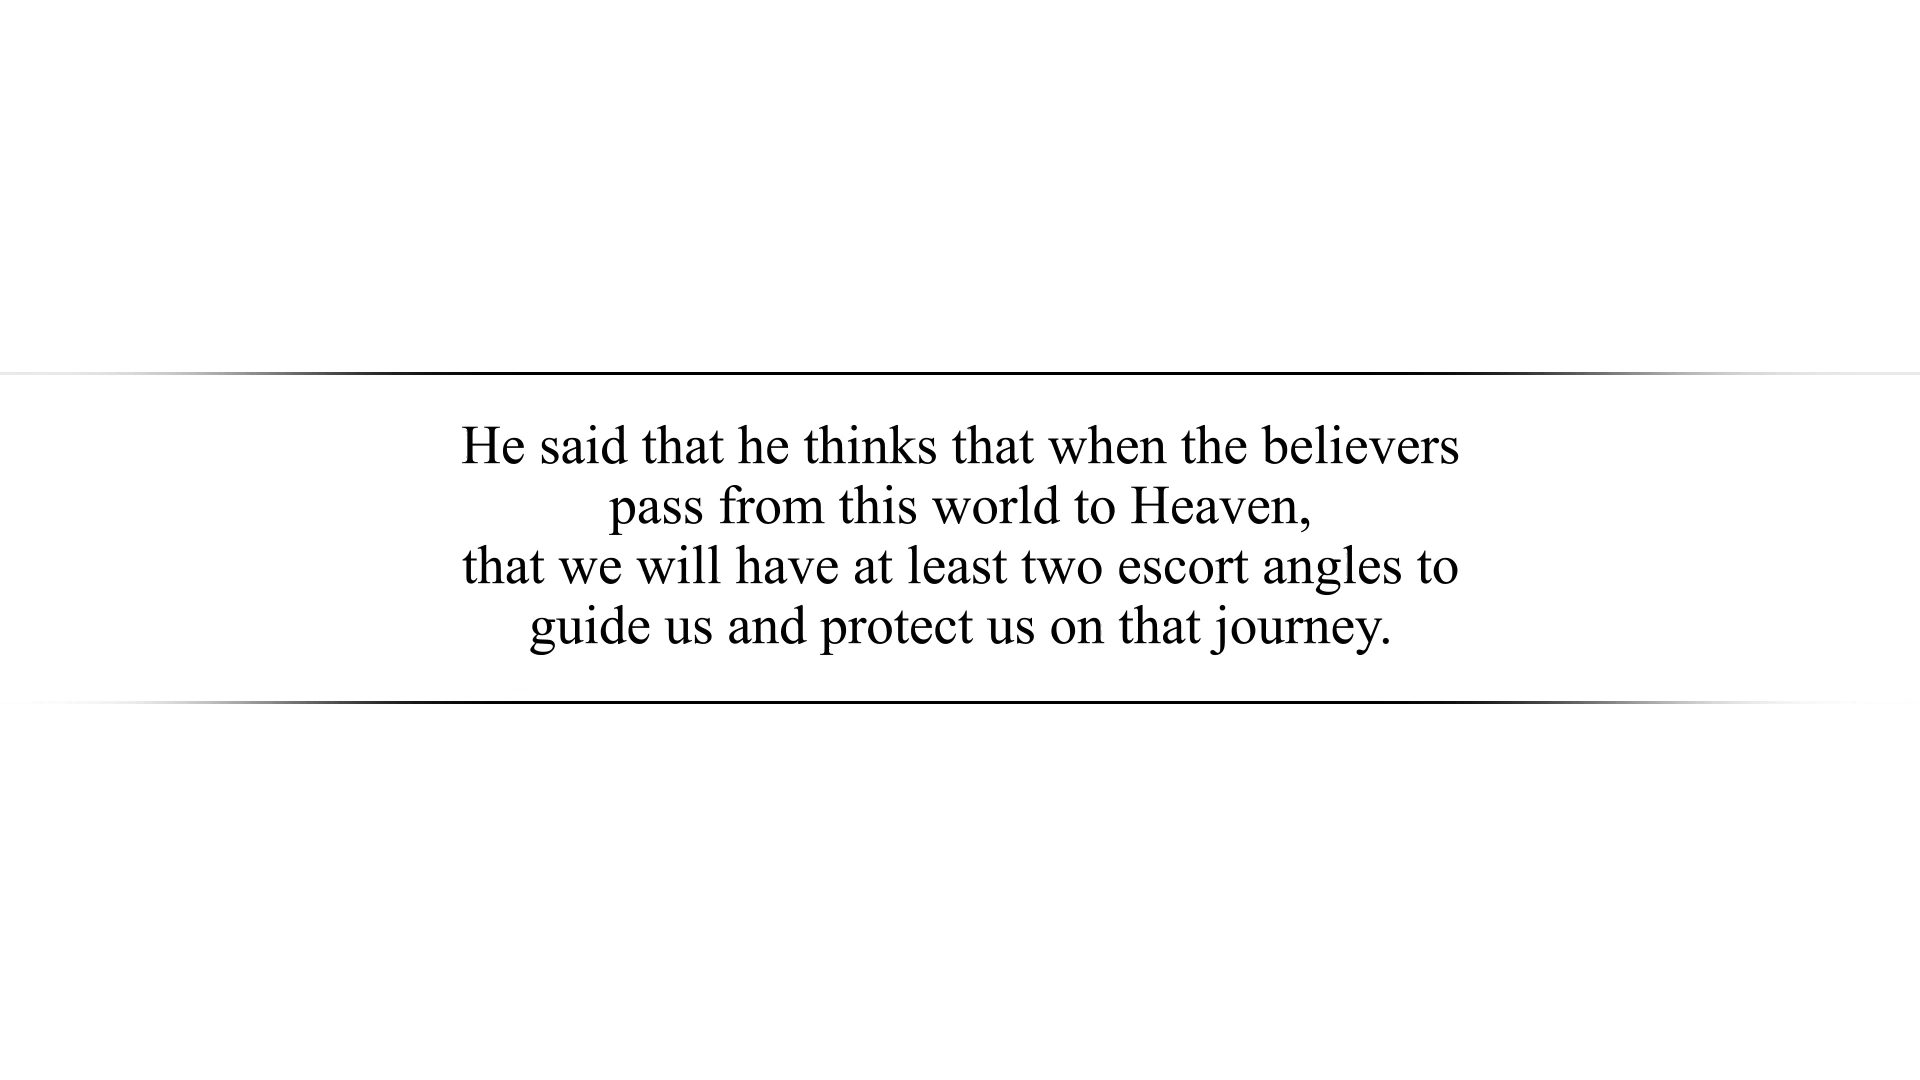 He said that he thinks that when the believers
pass from this world to Heaven,
that we will have at least two escort angles to
guide us and protect us on that journey.